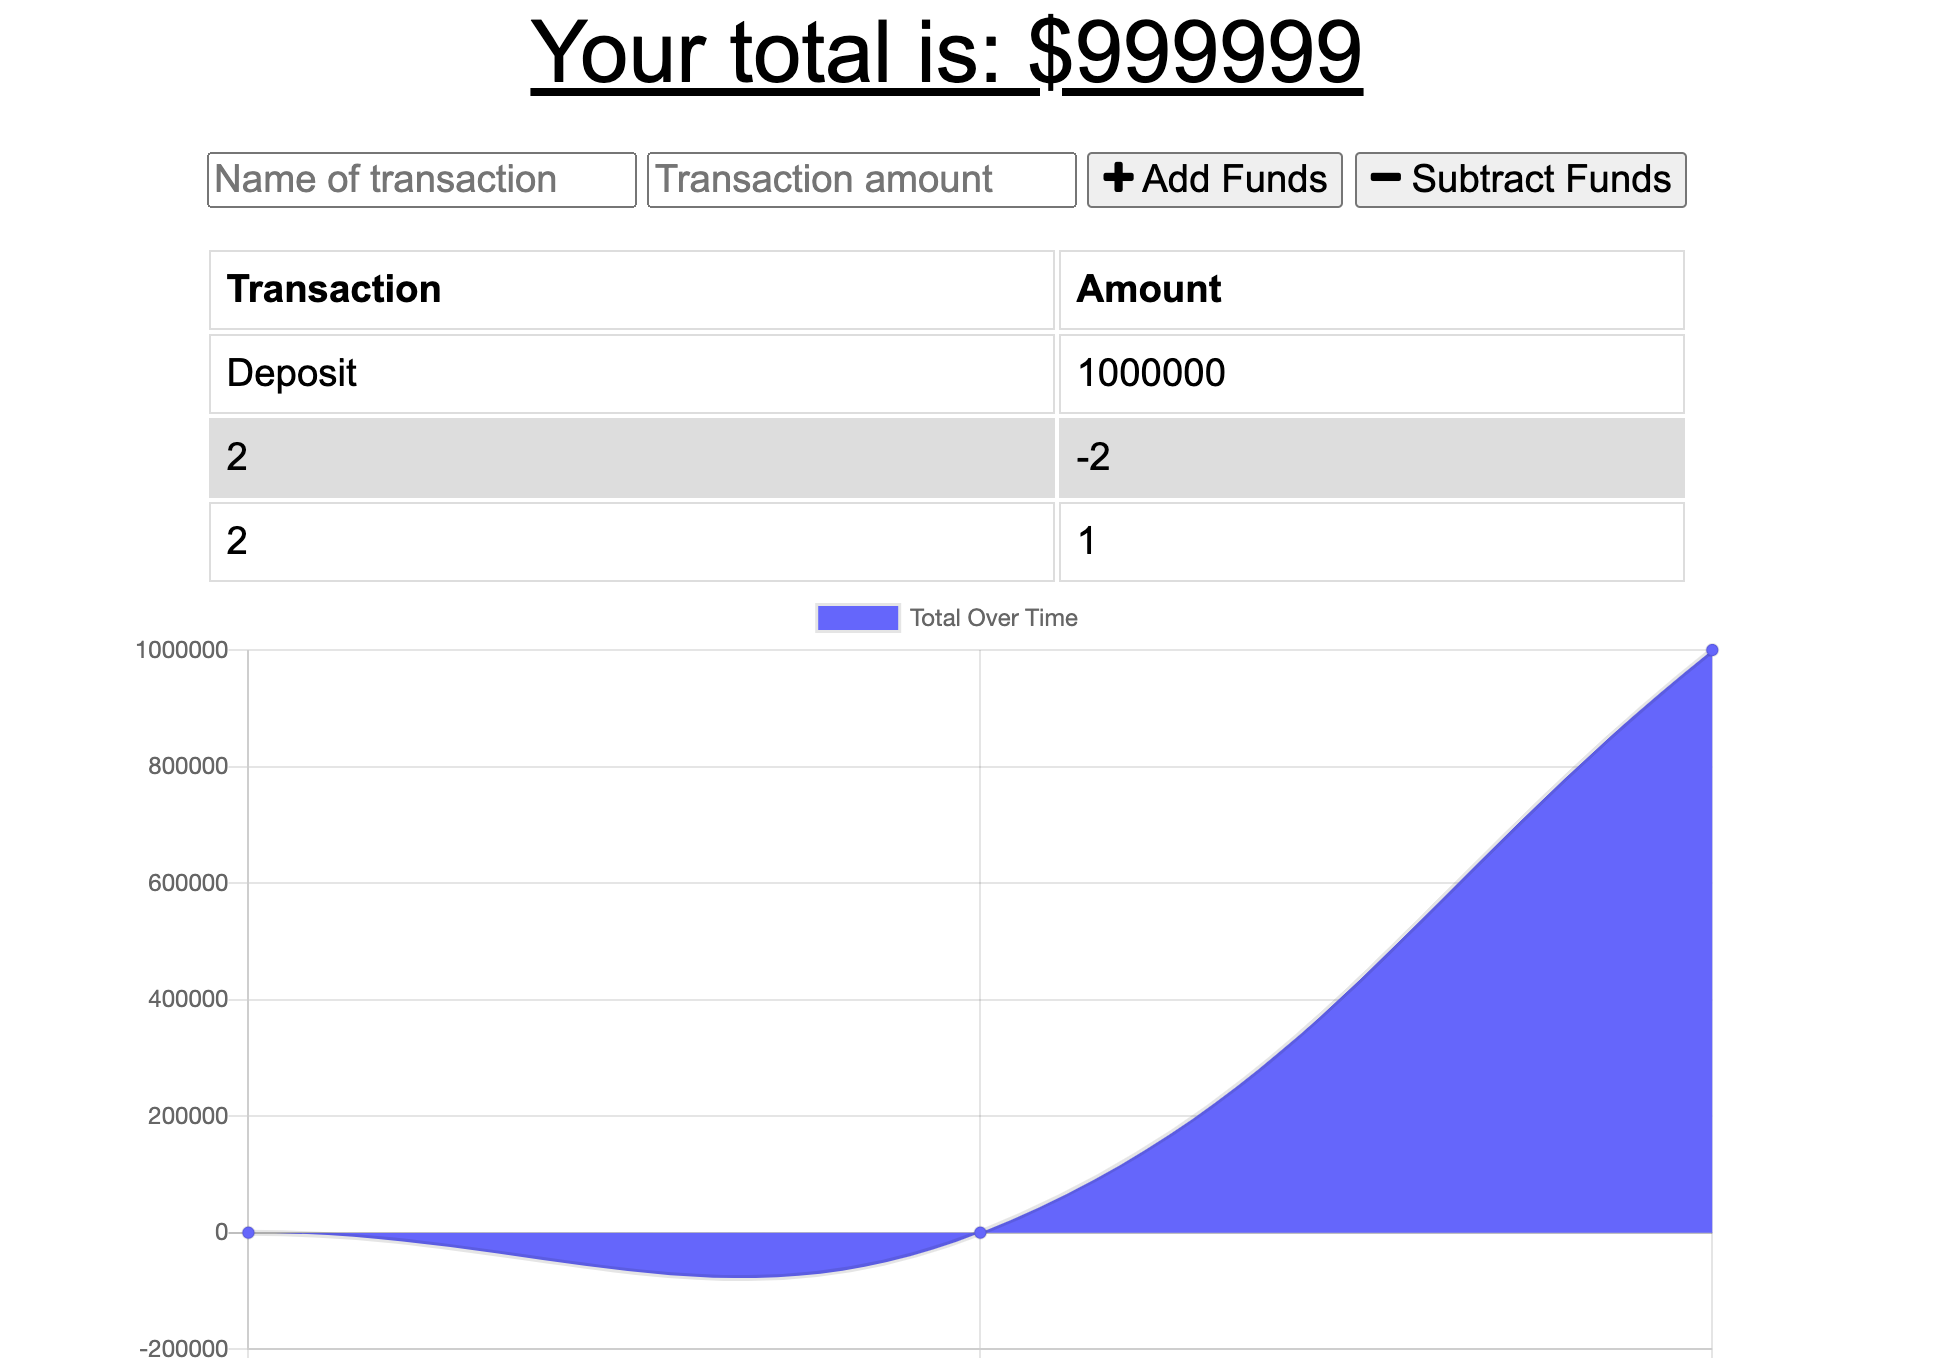 Your total is: $999999
Name of transaction Transaction amount Add Funds Subtract Funds
Transaction Amount
Deposit 1000000
2 -2
2 1
Total Over Time
1000000
800000
600000
400000
200000
0
-200000